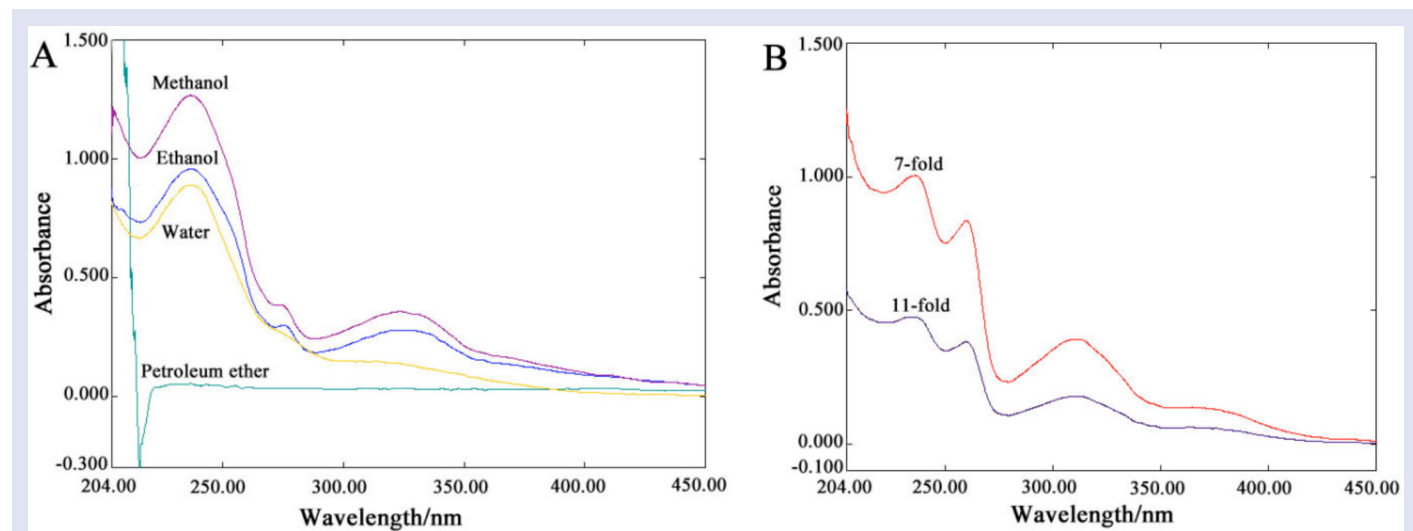 A
1.500
1.000
0.500
0.000
-0.300
Absorbance
Methanol
Ethanol
Water
Petroleum ether
204.00 250.00 300.00 350.00 400.00 450.00
Wavelength/nm
B
1.500
1.000
0.500
0.000
-0.100
Absorbance
7-fold
11-fold
204.00 250.00 300.00 350.00 400.00 450.00
Wavelength/nm